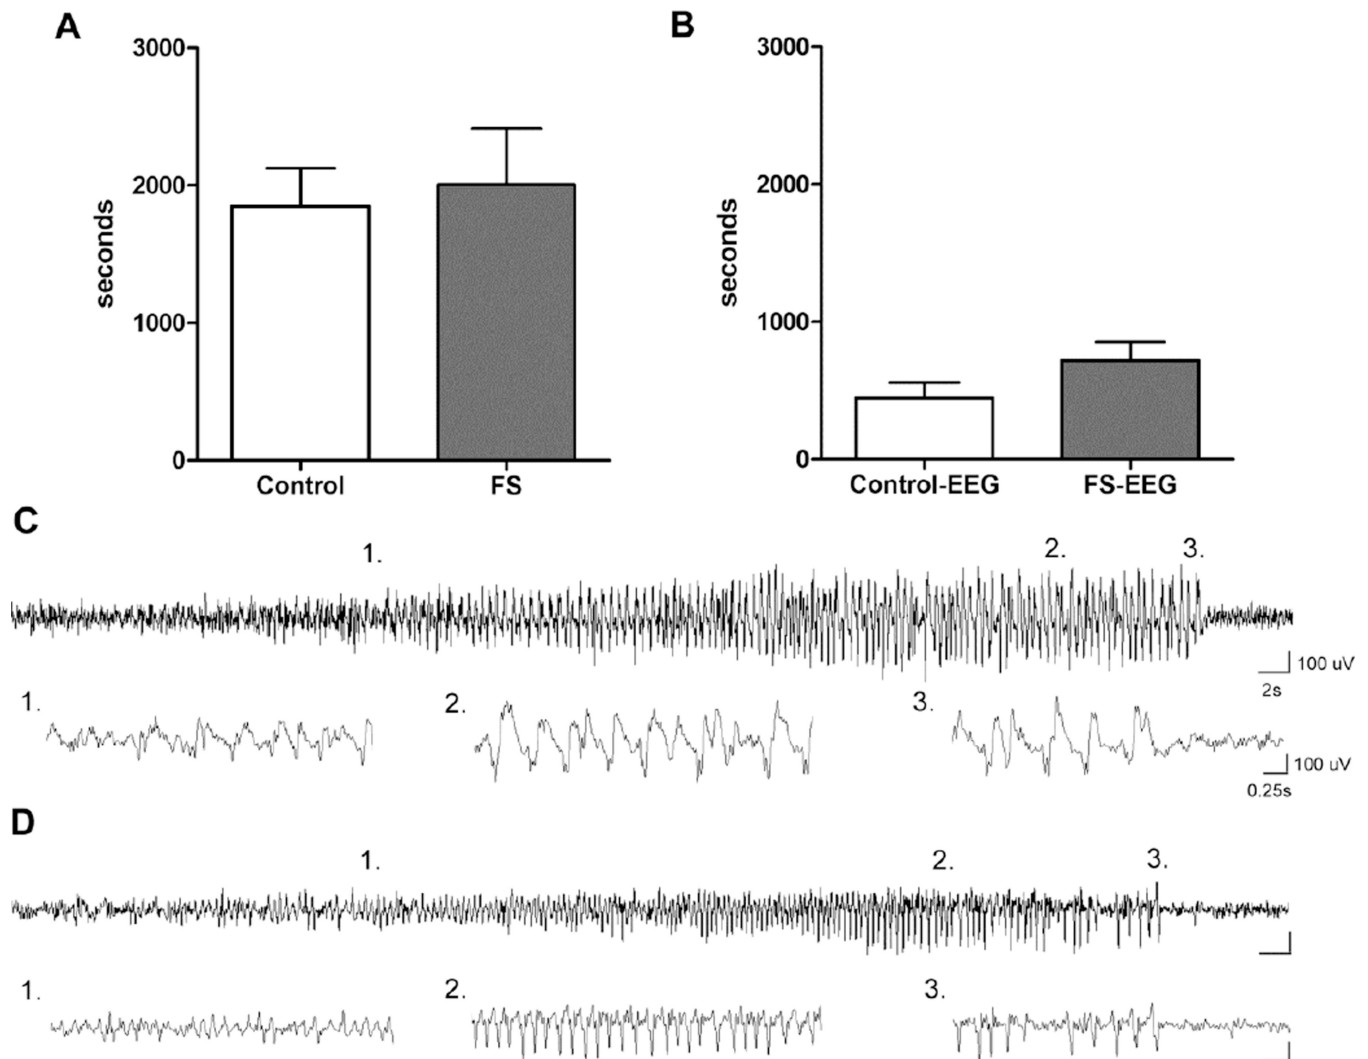 A
3000
2000
1000
0
seconds
Control
FS
B
3000
2000
1000
0
seconds
Control-EEG
FS-EEG
C
1.
2.
3.
100 uV
2s
1.
2.
3.
100 uV
0.25s
D
1.
2.
3.
1.
2.
3.